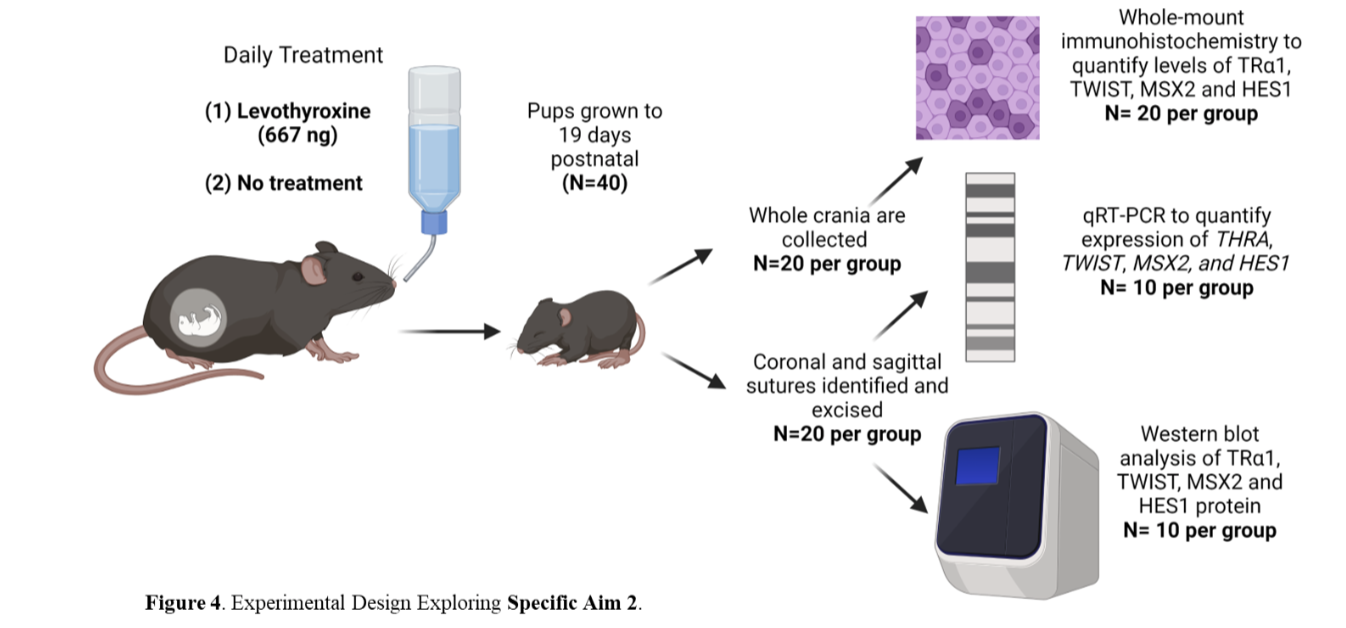 Daily Treatment
(1) Levothyroxine
(667 ng)
(2) No treatment
Pups grown to
19 days
postnatal
(N=40)
Whole crania are
collected
N=20 per group
Coronal and sagittal
sutures identified and
excised
N=20 per group
Whole-mount
immunohistochemistry to
quantify levels of TRα1,
TWIST, MSX2 and HES1
N= 20 per group
qRT-PCR to quantify
expression of THRA,
TWIST, MSX2, and HES1
N= 10 per group
Western blot
analysis of TRα1,
TWIST, MSX2 and
HES1 protein
N= 10 per group
Figure 4. Experimental Design Exploring Specific Aim 2.